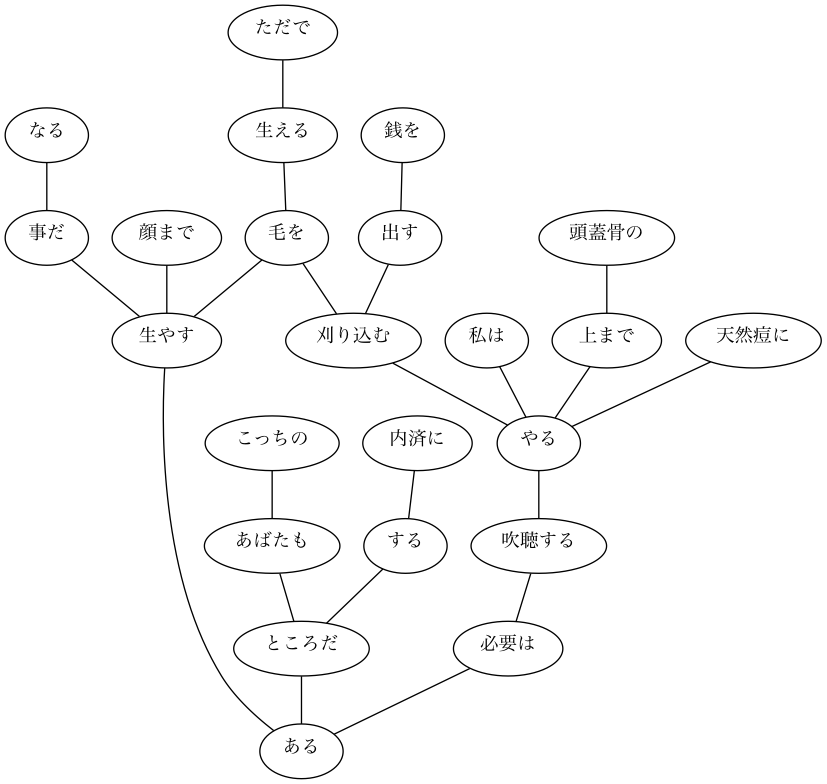 ただで
なる
生える
銭を
事だ
顔まで
毛を
出す
頭蓋骨の
生やす
刈り込む
私は
上まで
天然痘に
こっちの
内済に
やる
あばたも
する
吹聴する
ところだ
必要は
ある